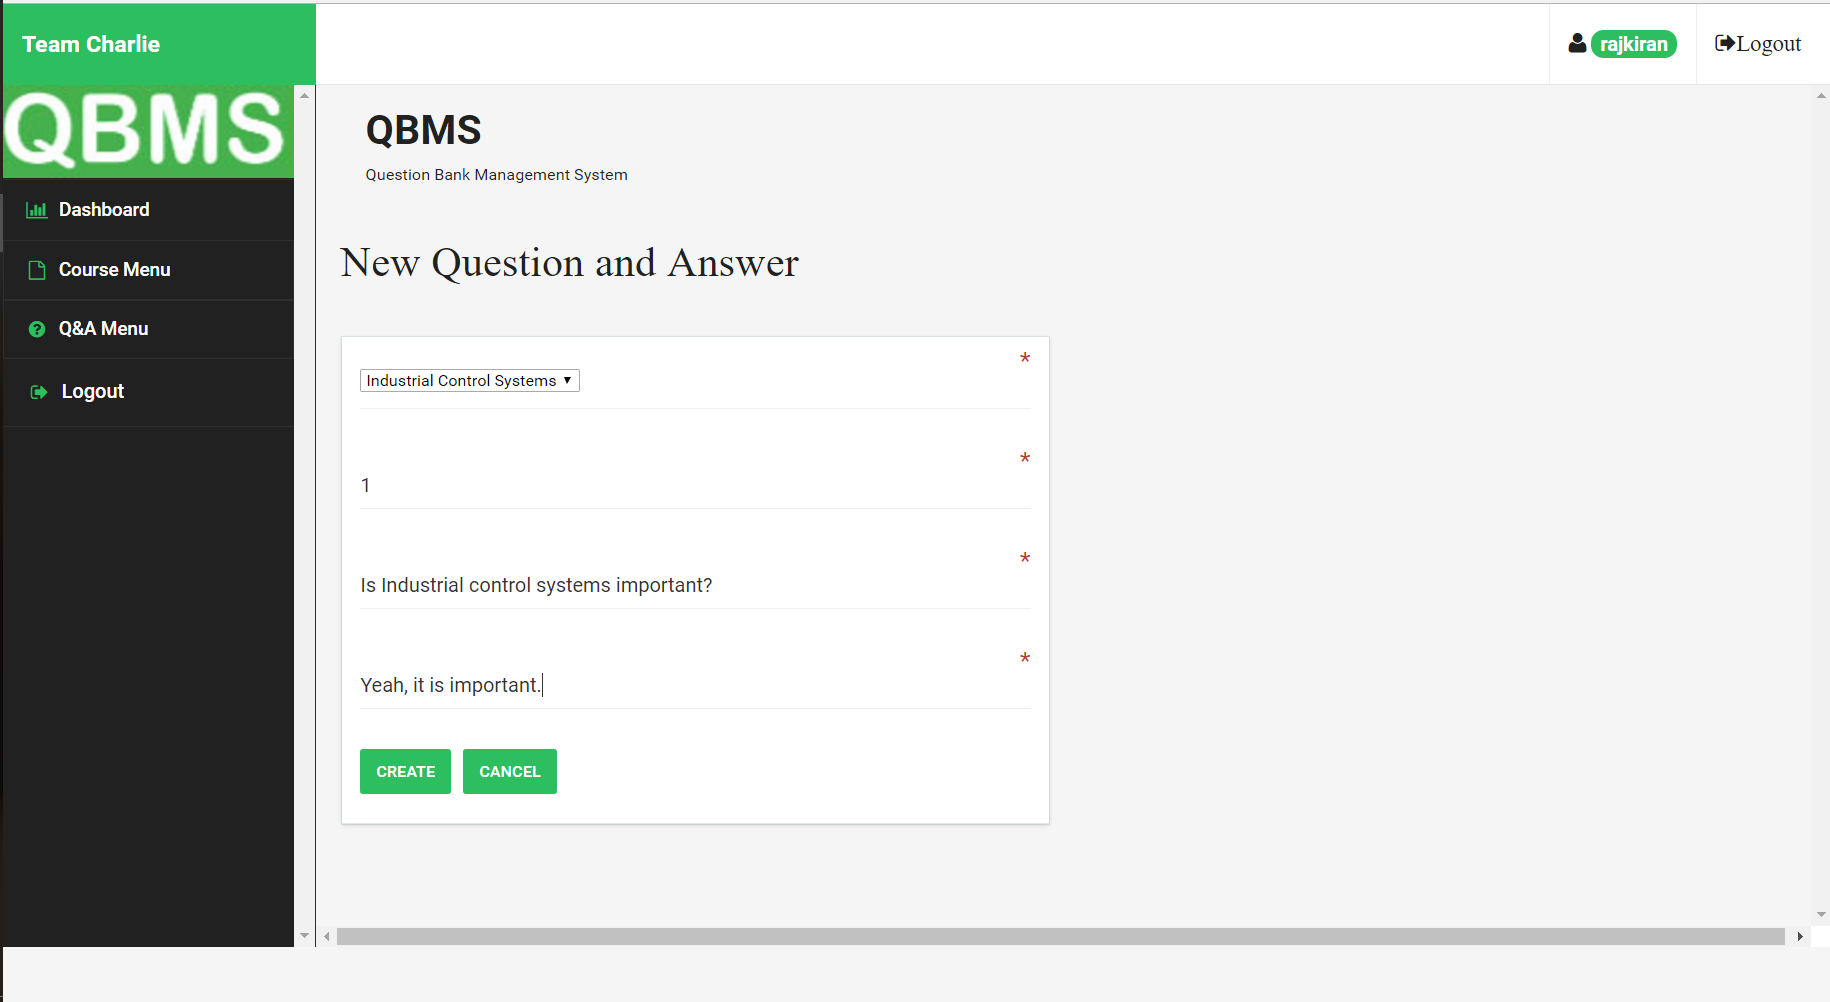 Team Charlie
rajkiran
Logout
QBMS
Dashboard
Course Menu
Q&A Menu
Logout
QBMS
Question Bank Management System
New Question and Answer
*
Industrial Control Systems
*
1
*
Is Industrial control systems important?
*
Yeah, it is important.
CREATE CANCEL